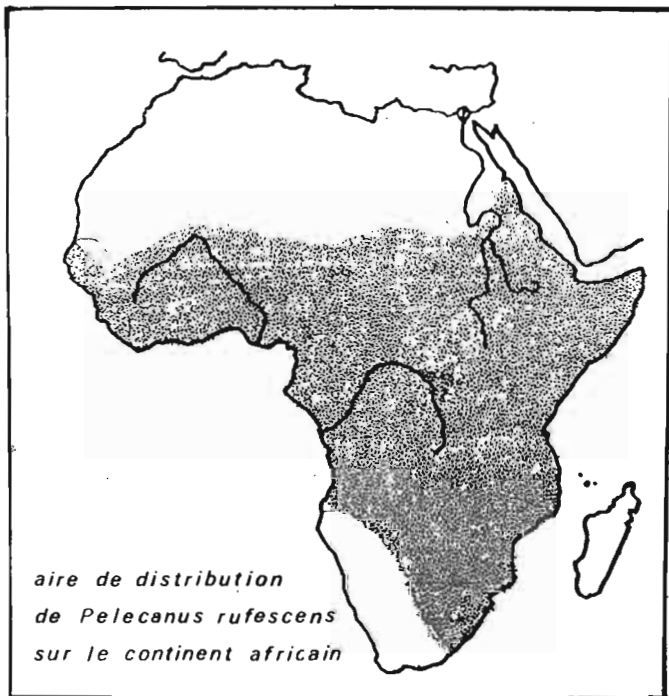 aire de distribution
de Pelecanus rufescens
sur le continent africain